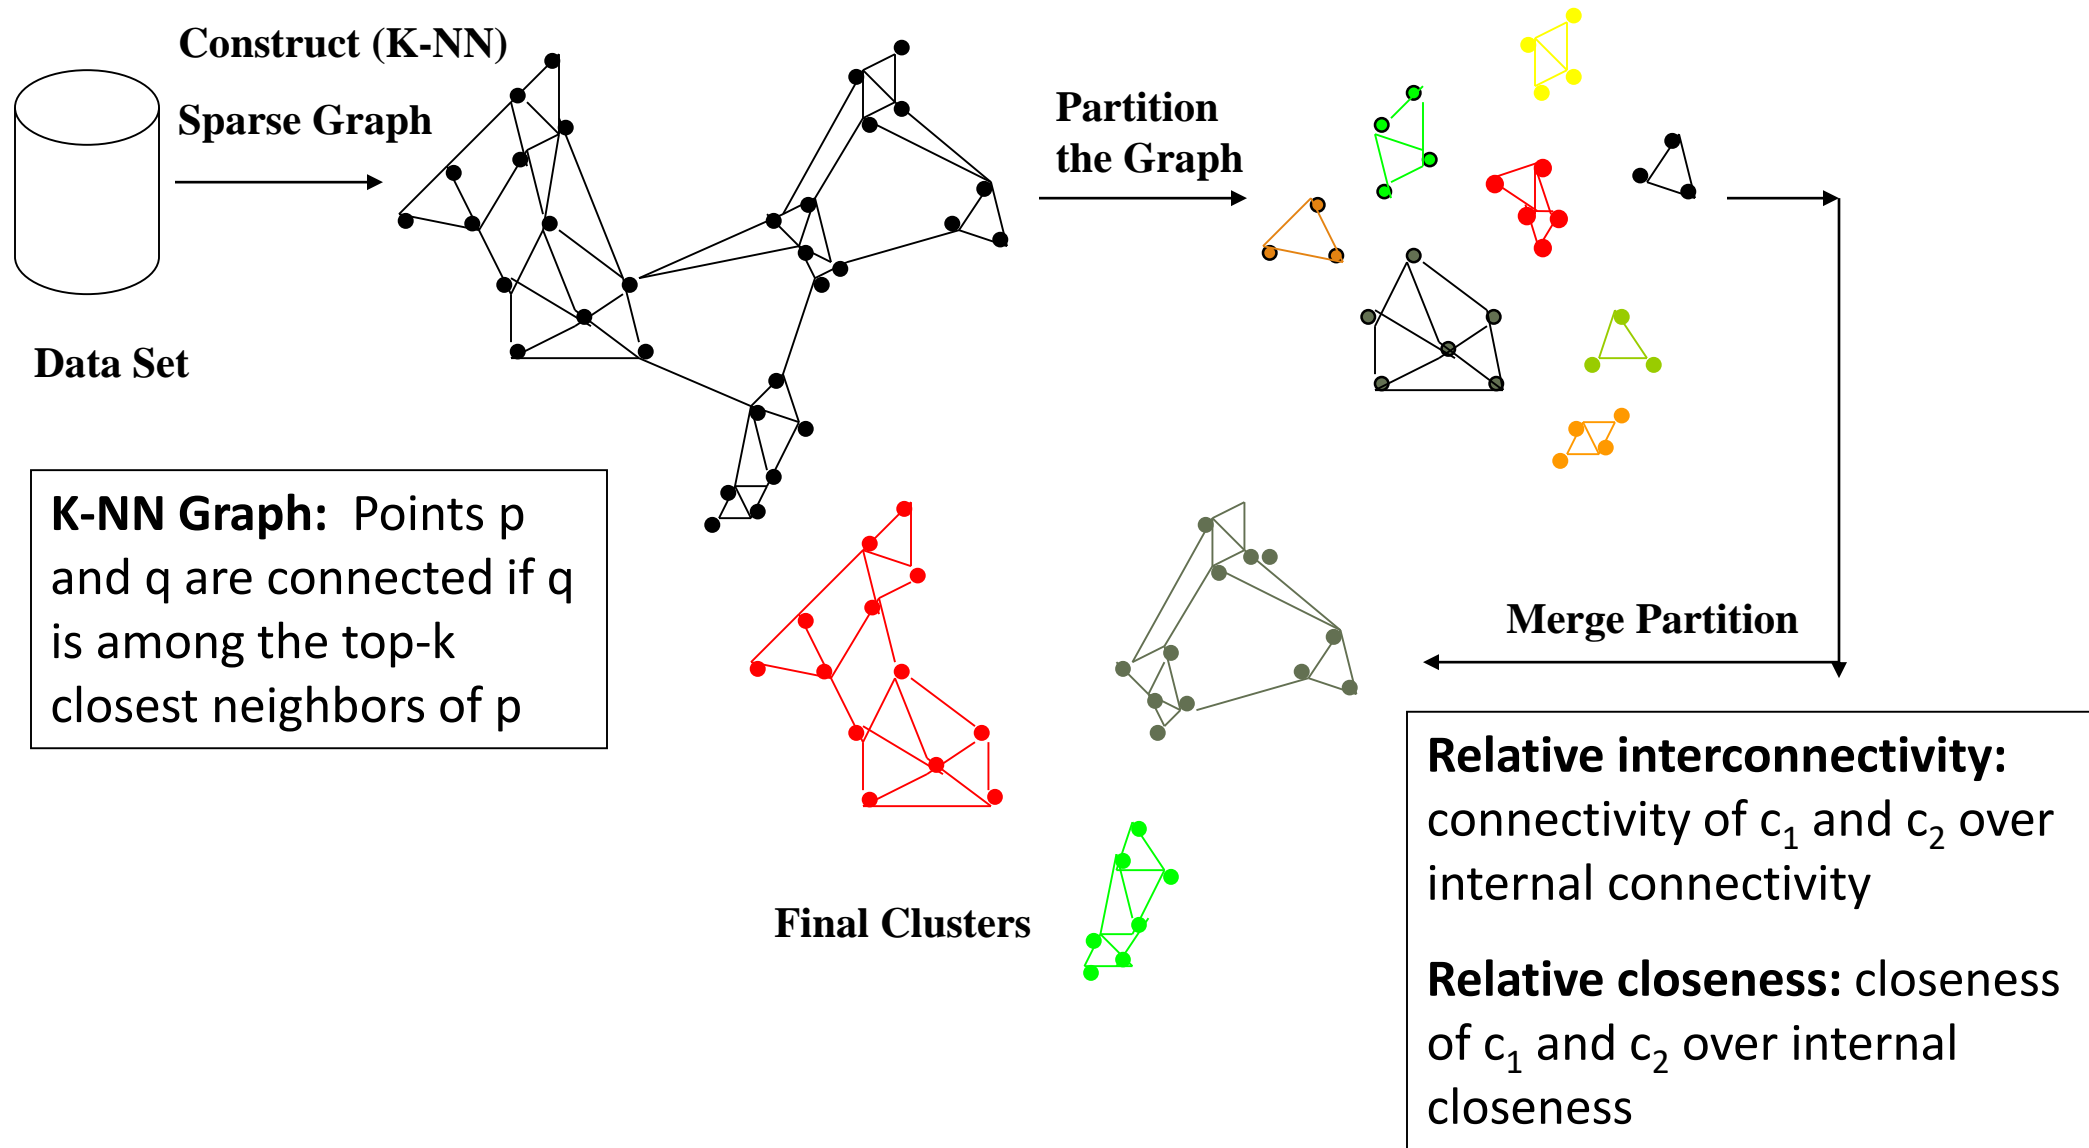 Construct (K-NN)
Sparse Graph
Data Set
Partition
the Graph
K-NN Graph: Points p
and q are connected if q
is among the top-k
closest neighbors of p
Merge Partition
Final Clusters
Relative interconnectivity:
connectivity of c₁ and c₂ over
internal connectivity
Relative closeness: closeness
of c₁ and c₂ over internal
closeness